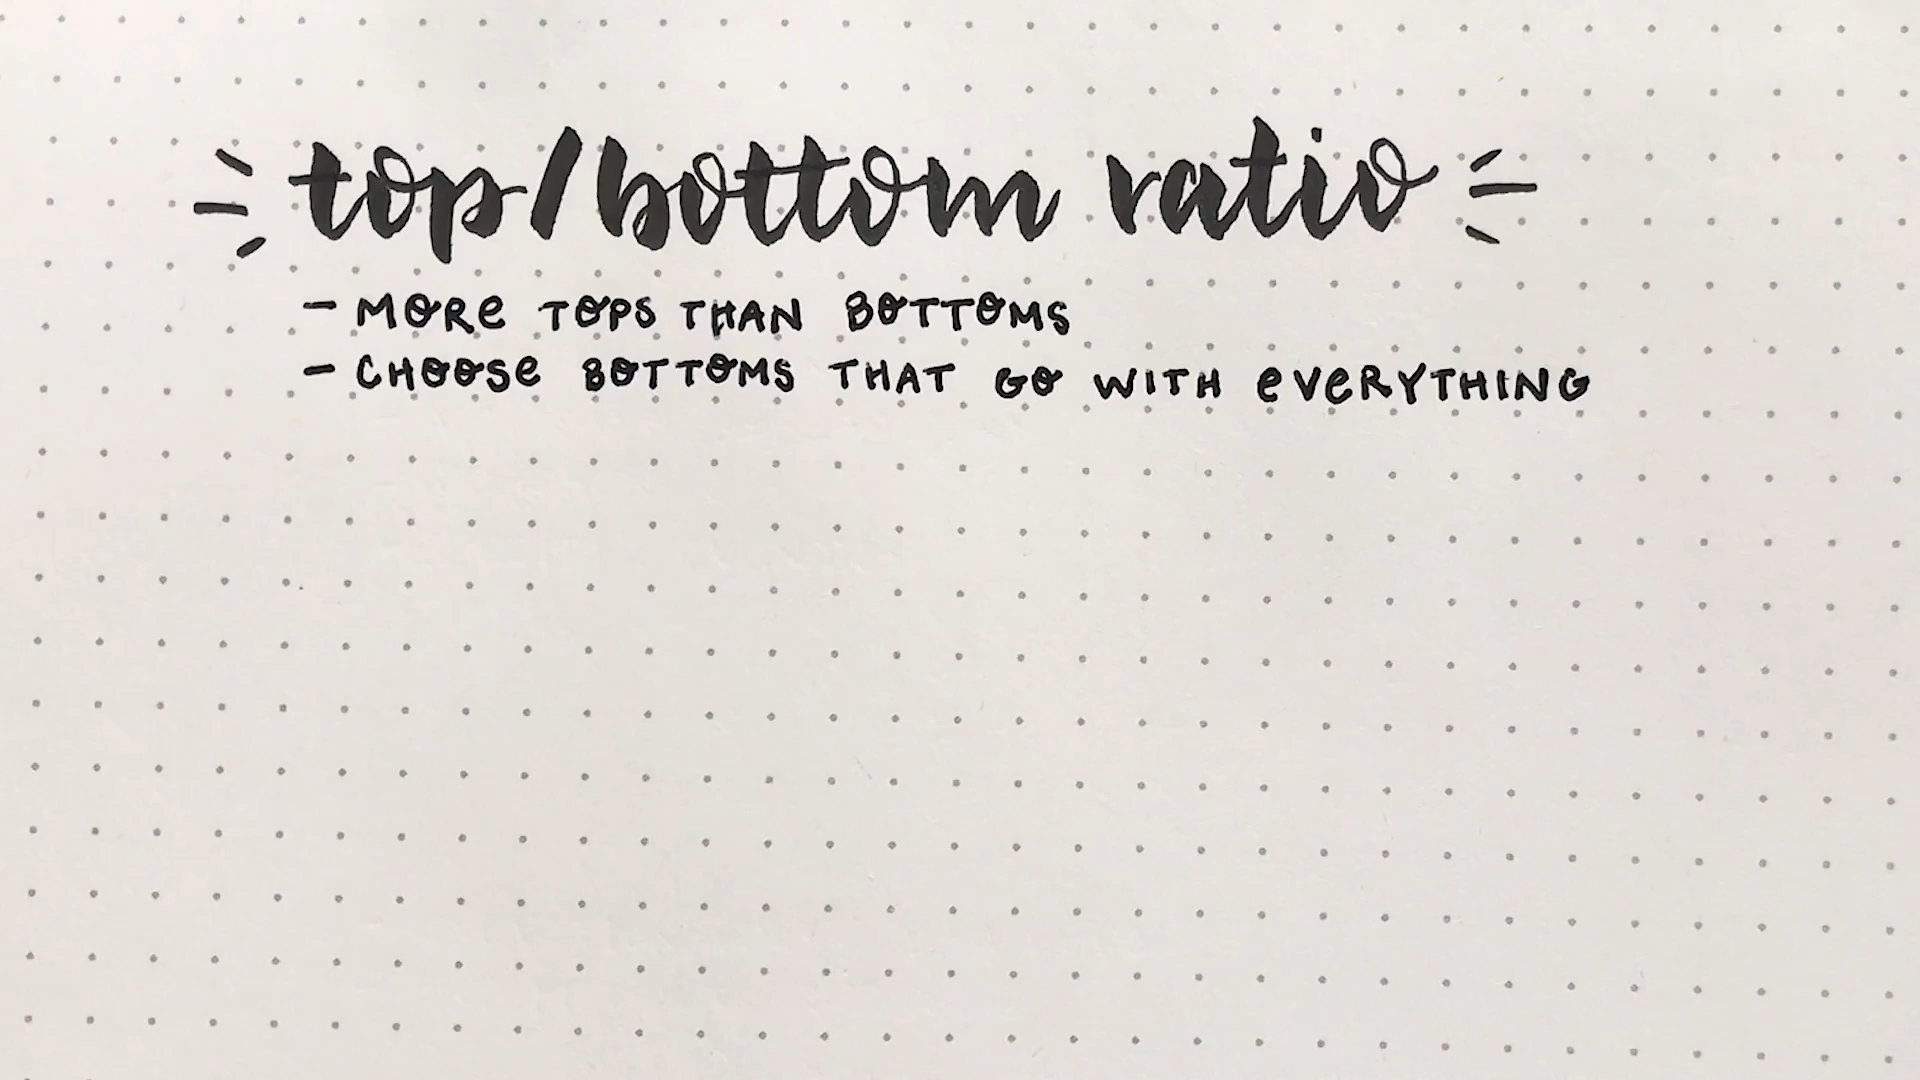 top/bottom ratio
- MORE TOPS THAN BOTTOMS
- CHOOSE BOTTOMS THAT GO WITH EVERYTHING